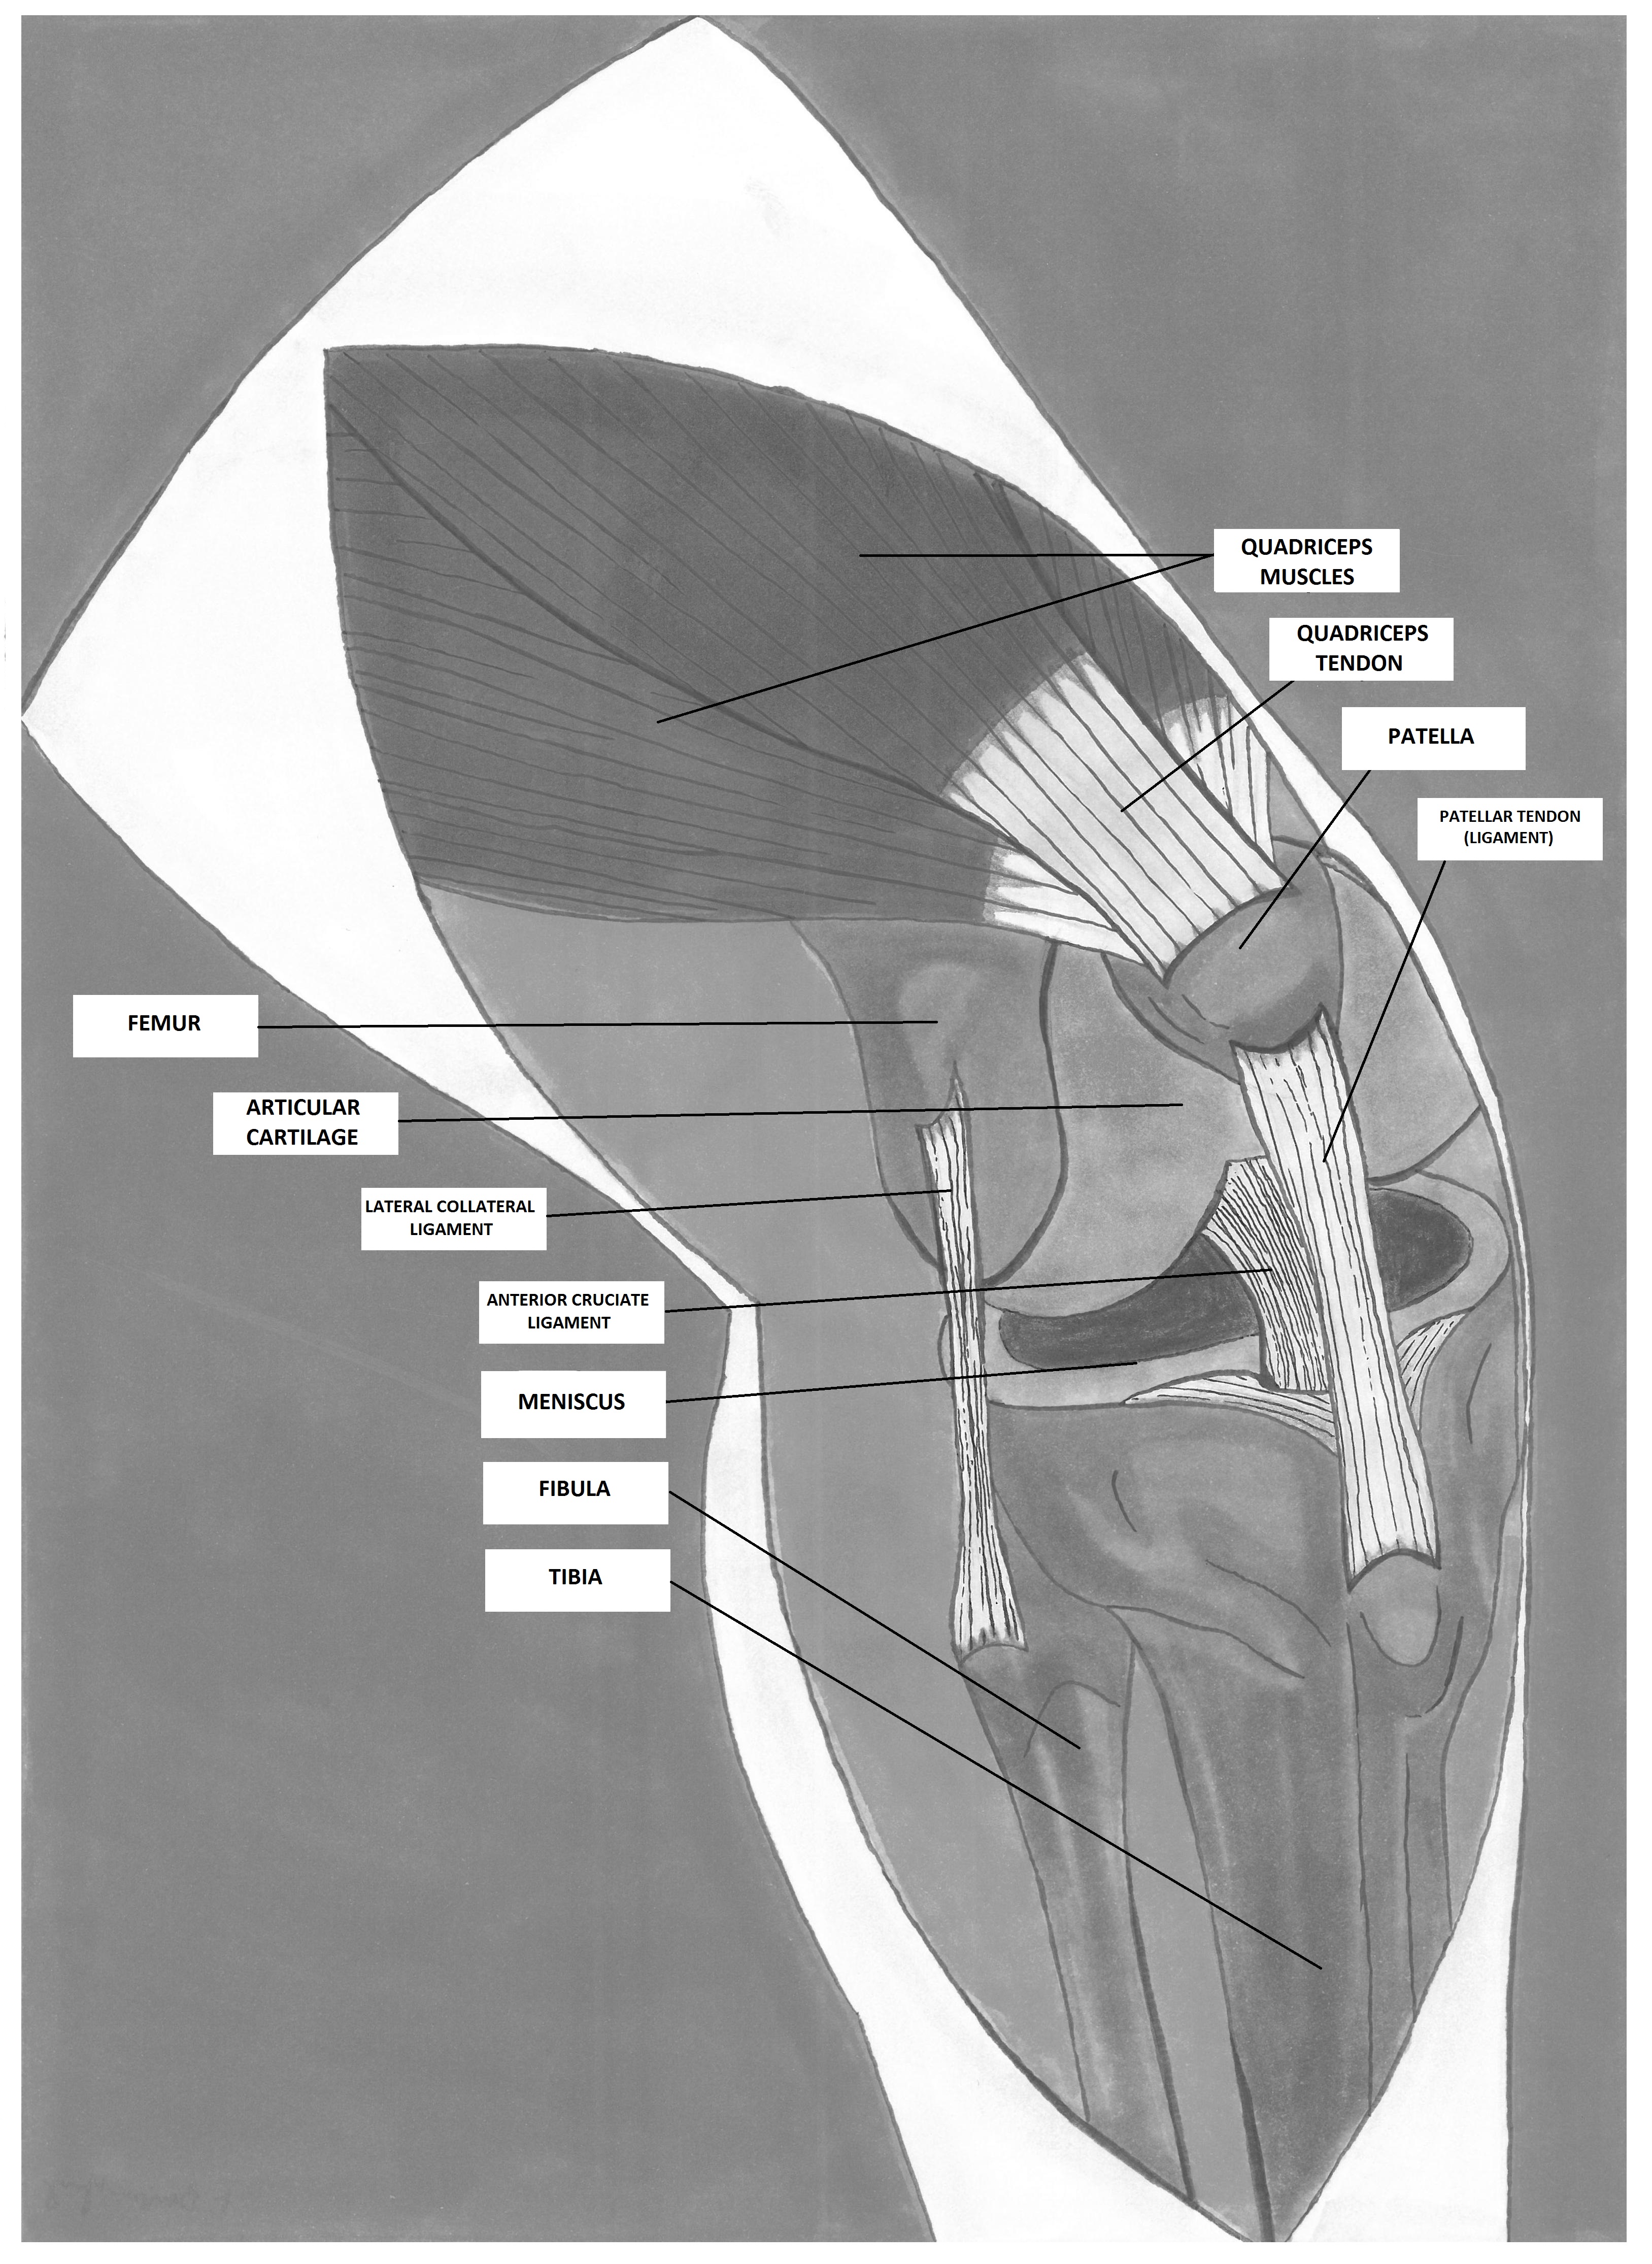 QUADRICEPS
MUSCLES
QUADRICEPS
TENDON
PATELLA
PATELLAR TENDON
(LIGAMENT)
FEMUR
ARTICULAR
CARTILAGE
LATERAL COLLATERAL
LIGAMENT
ANTERIOR CRUCIATE
LIGAMENT
MENISCUS
FIBULA
TIBIA